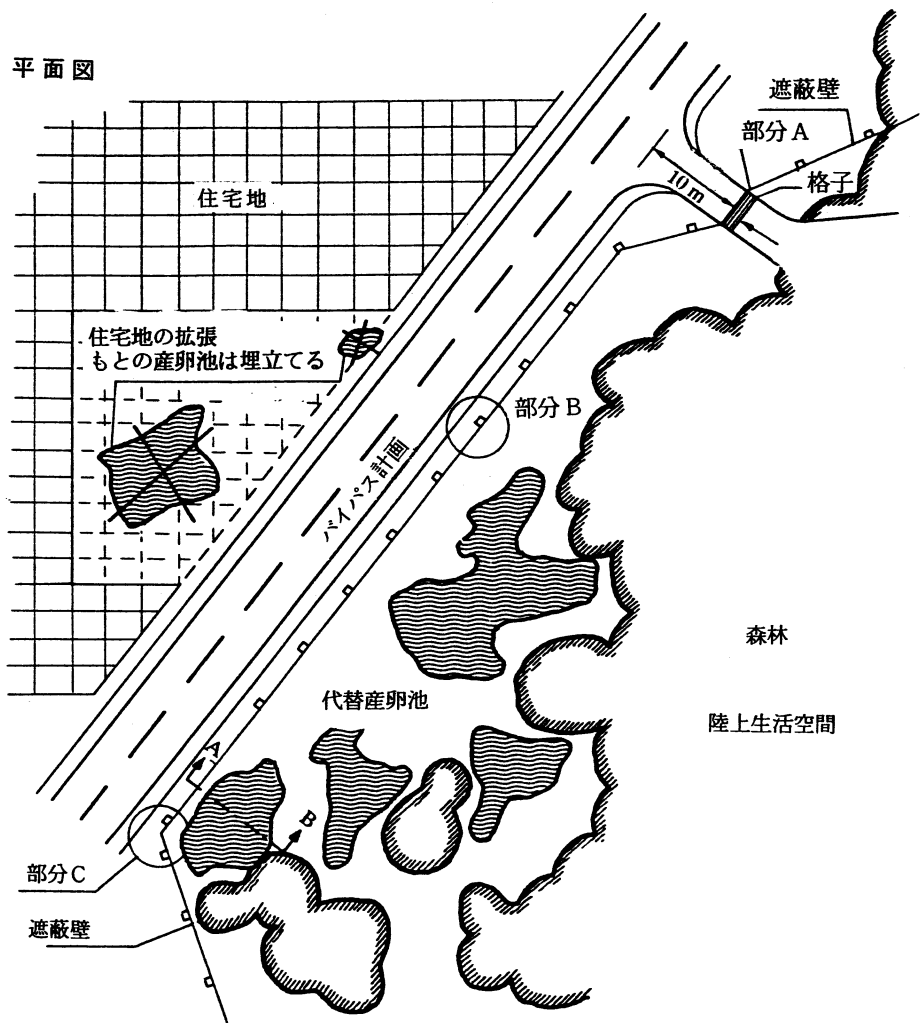 平面図
遮蔽壁
部分A
格子
10m
住宅地
住宅地の拡張
もとの産卵池は埋立てる
部分B
バイパス計画
森林
代替産卵池
陸上生活空間
A
B
部分C
遮蔽壁